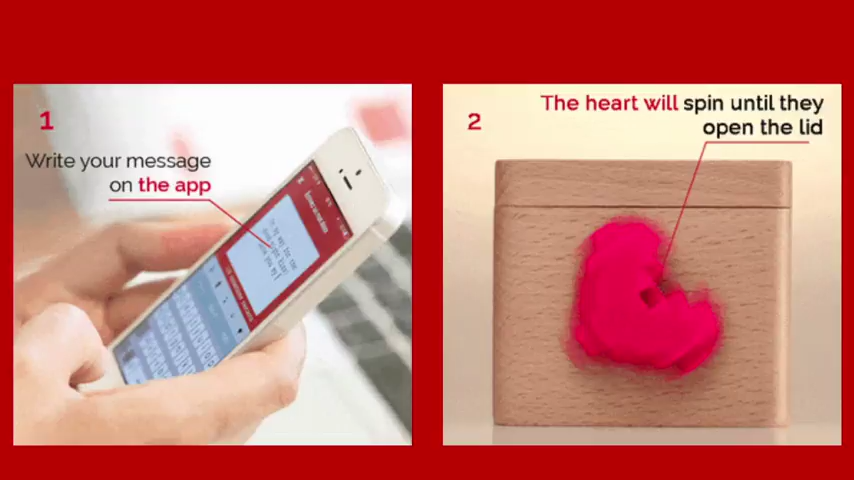 1
Write your message
on the app
2
The heart will spin until they
open the lid